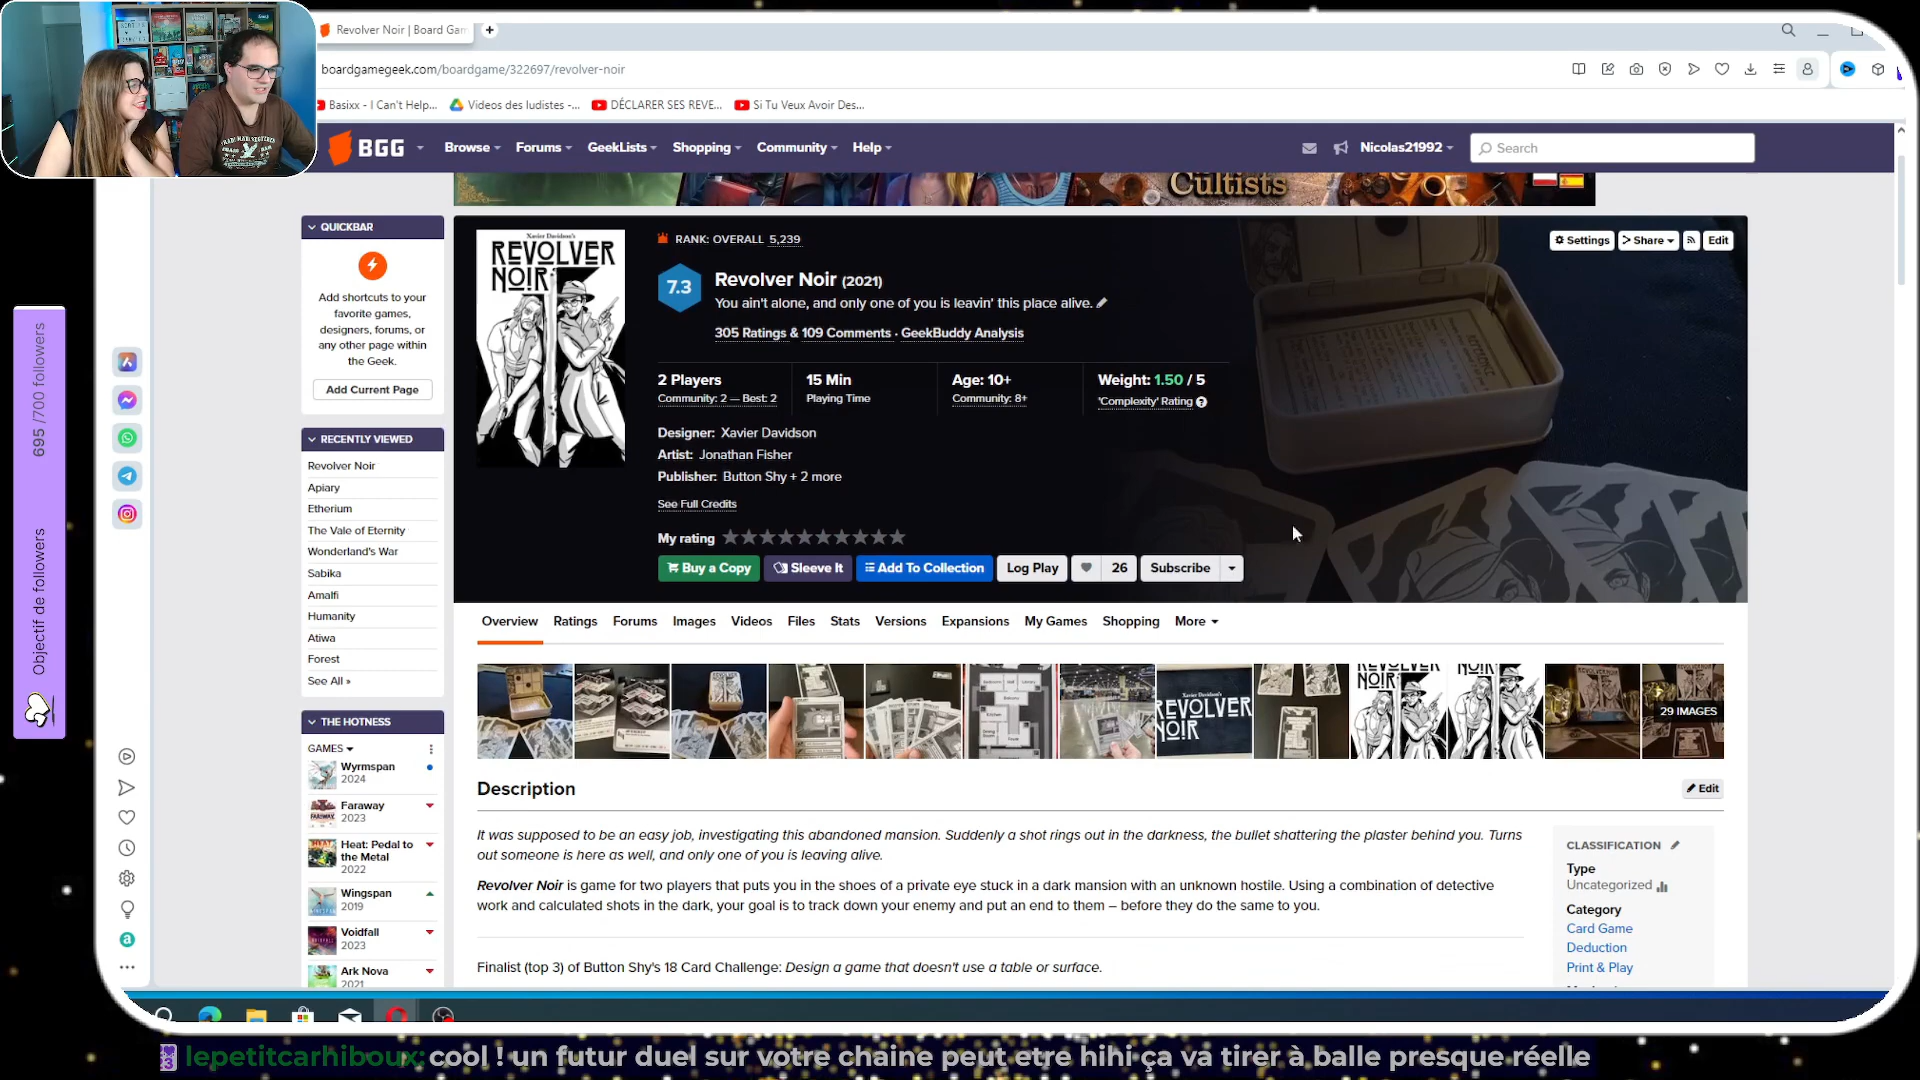 Revolver Noir | Board Gam
boardgamegeek.com/boardgame/322697/revolver-noir
Basixx - I Can't Help...
Videos des ludistes -...
DÉCLARER SES REVE...
Si Tu Veux Avoir Des...
BGG
Browse
Forums
GeekLists
Shopping
Community
Help
Nicolas21992
Search
Cultists
QUICKBAR
Add shortcuts to your
favorite games,
designers, forums, or
any other page within
the Geek.
Add Current Page
RECENTLY VIEWED
Revolver Noir
Apiary
Etherium
The Vale of Eternity
Wonderland's War
Sabika
Amalfi
Humanity
Atiwa
Forest
See All »
THE HOTNESS
GAMES
Wyrmspan
2024
Faraway
2023
Heat: Pedal to
the Metal
2022
Wingspan
2019
Voidfall
2023
Ark Nova
2021
Xavier Davidson's
REVOLVER
NOIR
RANK: OVERALL 5,239
Settings
Share
Edit
7.3
Revolver Noir (2021)
You ain't alone, and only one of you is leavin' this place alive.
305 Ratings & 109 Comments · GeekBuddy Analysis
2 Players
Community: 2 — Best: 2
15 Min
Playing Time
Age: 10+
Community: 8+
Weight: 1.50 / 5
'Complexity' Rating
Designer: Xavier Davidson
Artist: Jonathan Fisher
Publisher: Button Shy + 2 more
See Full Credits
My rating
Buy a Copy
Sleeve It
Add To Collection
Log Play
26
Subscribe
Overview
Ratings
Forums
Images
Videos
Files
Stats
Versions
Expansions
My Games
Shopping
More
Xavier Davidson's
REVOLVER
NOIR
29 IMAGES
Description
Edit
It was supposed to be an easy job, investigating this abandoned mansion. Suddenly a shot rings out in the darkness, the bullet shattering the plaster behind you. Turns
out someone is here as well, and only one of you is leaving alive.
Revolver Noir is game for two players that puts you in the shoes of a private eye stuck in a dark mansion with an unknown hostile. Using a combination of detective
work and calculated shots in the dark, your goal is to track down your enemy and put an end to them – before they do the same to you.
Finalist (top 3) of Button Shy's 18 Card Challenge: Design a game that doesn't use a table or surface.
CLASSIFICATION
Type
Uncategorized
Category
Card Game
Deduction
Print & Play
Objectif de followers
695 /700 followers
lepetitcarhiboux: cool ! un futur duel sur votre chaine peut etre hihi ça va tirer à balle presque réelle